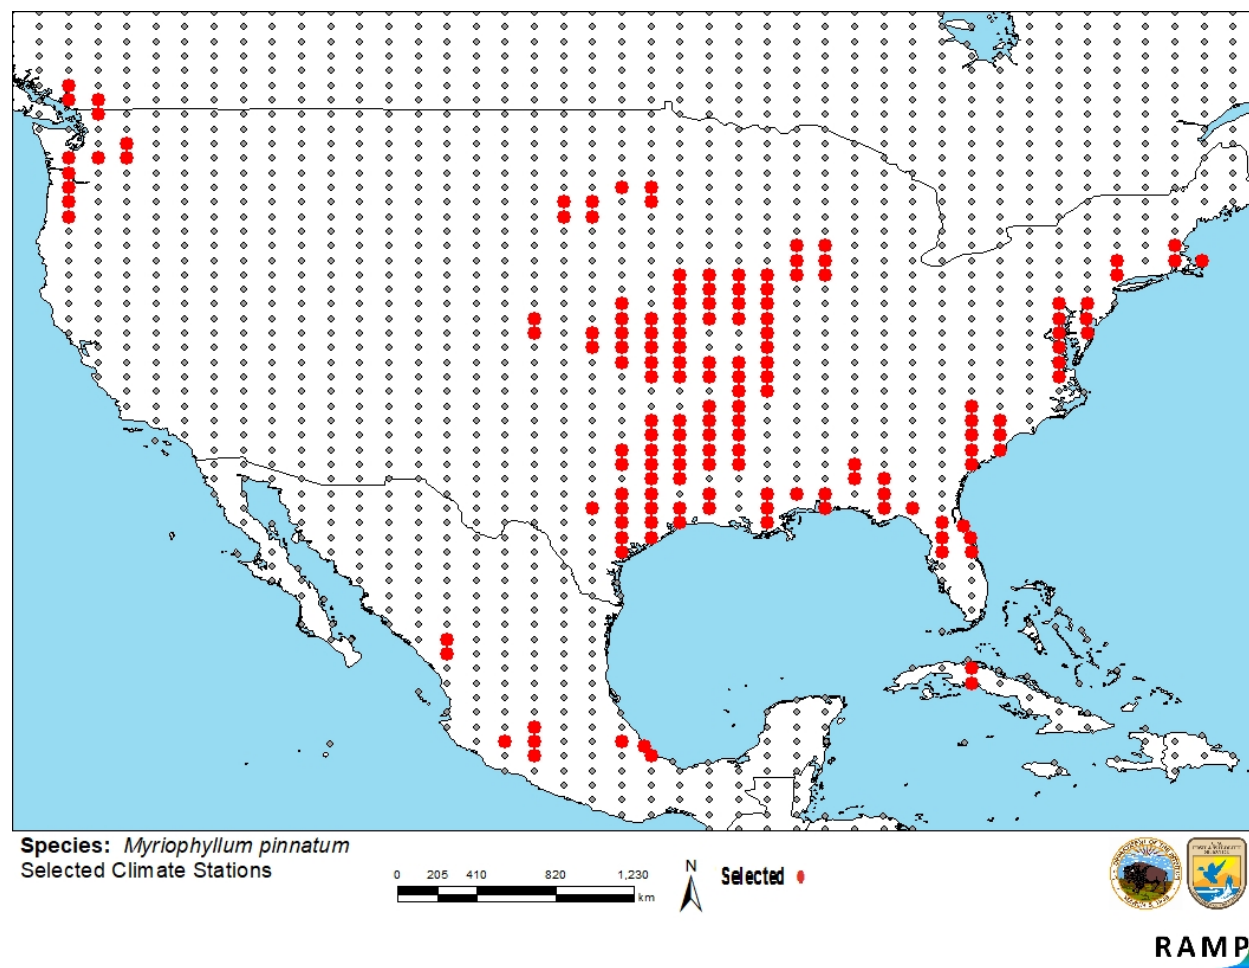 Species: Myriophyllum pinnatum
Selected Climate Stations
0 205 410 820 1,230
km
N
Selected
RAMP